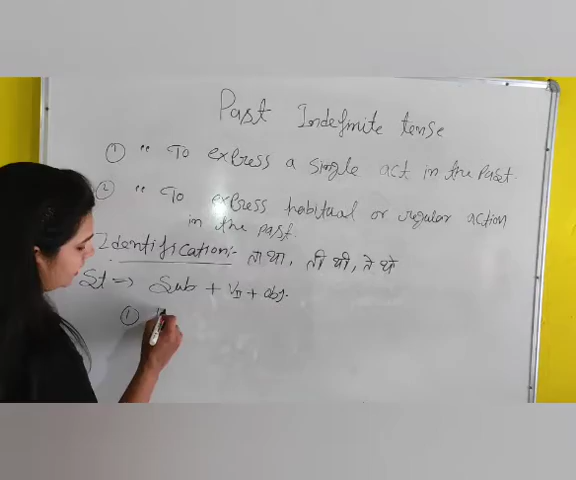 Past Indefinite tense
① " To express a single act in the past.
② " To express habitual or regular action
in the past.
Identification:- ता था, ती थी, ते थे
St => Sub + VII + obj.
①